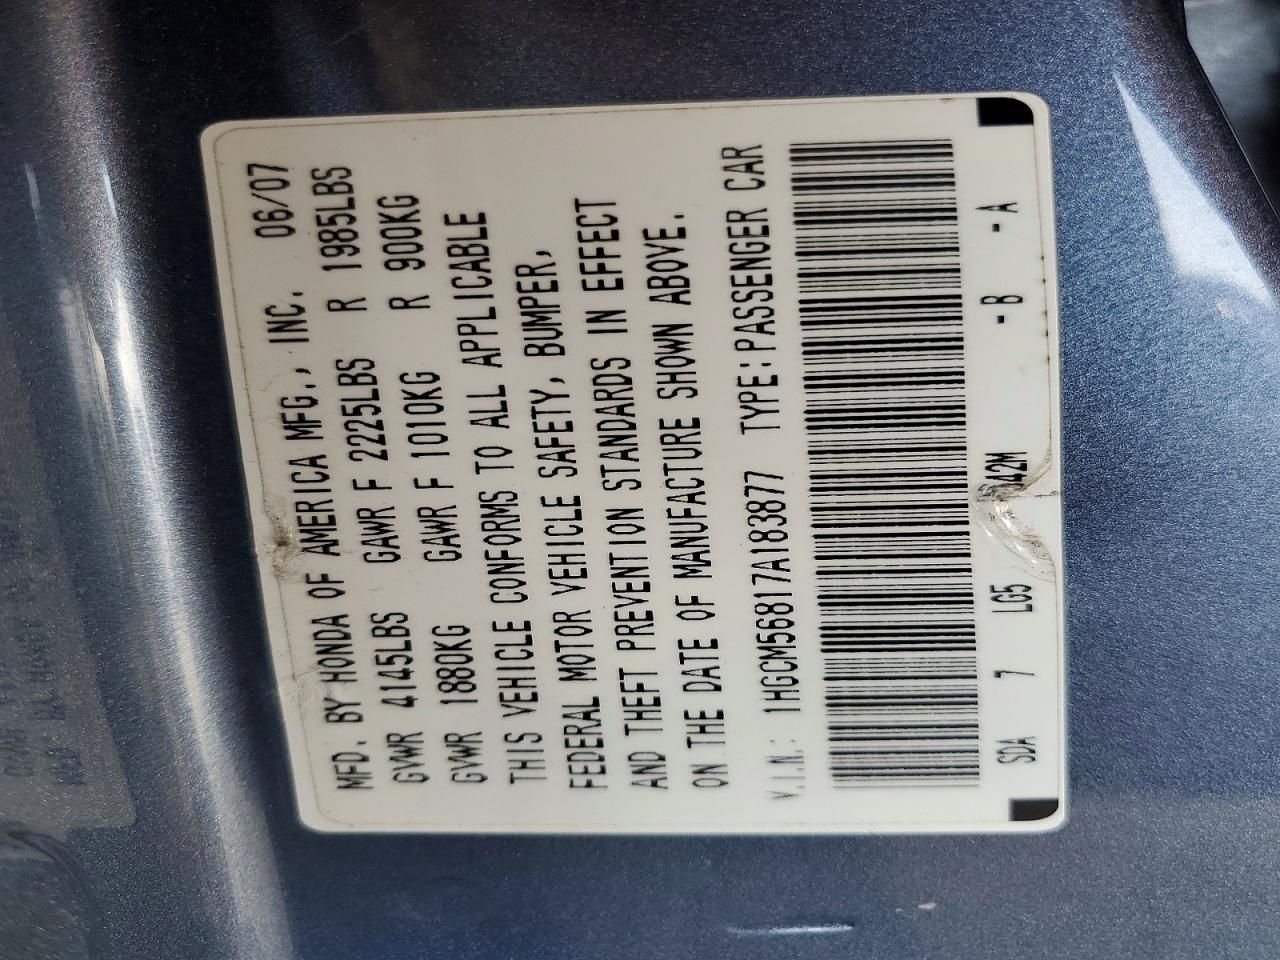 MFD. BY HONDA OF AMERICA MFG., INC. 06/07
GVWR 4145LBS GAWR F 2225LBS R 1985LBS
GVWR 1880KG GAWR F 1010KG R 900KG
THIS VEHICLE CONFORMS TO ALL APPLICABLE
FEDERAL MOTOR VEHICLE SAFETY, BUMPER,
AND THEFT PREVENTION STANDARDS IN EFFECT
ON THE DATE OF MANUFACTURE SHOWN ABOVE.
V.I.N.: 1HGCM56817A183877 TYPE:PASSENGER CAR
SDA 7 LG5 -B -A